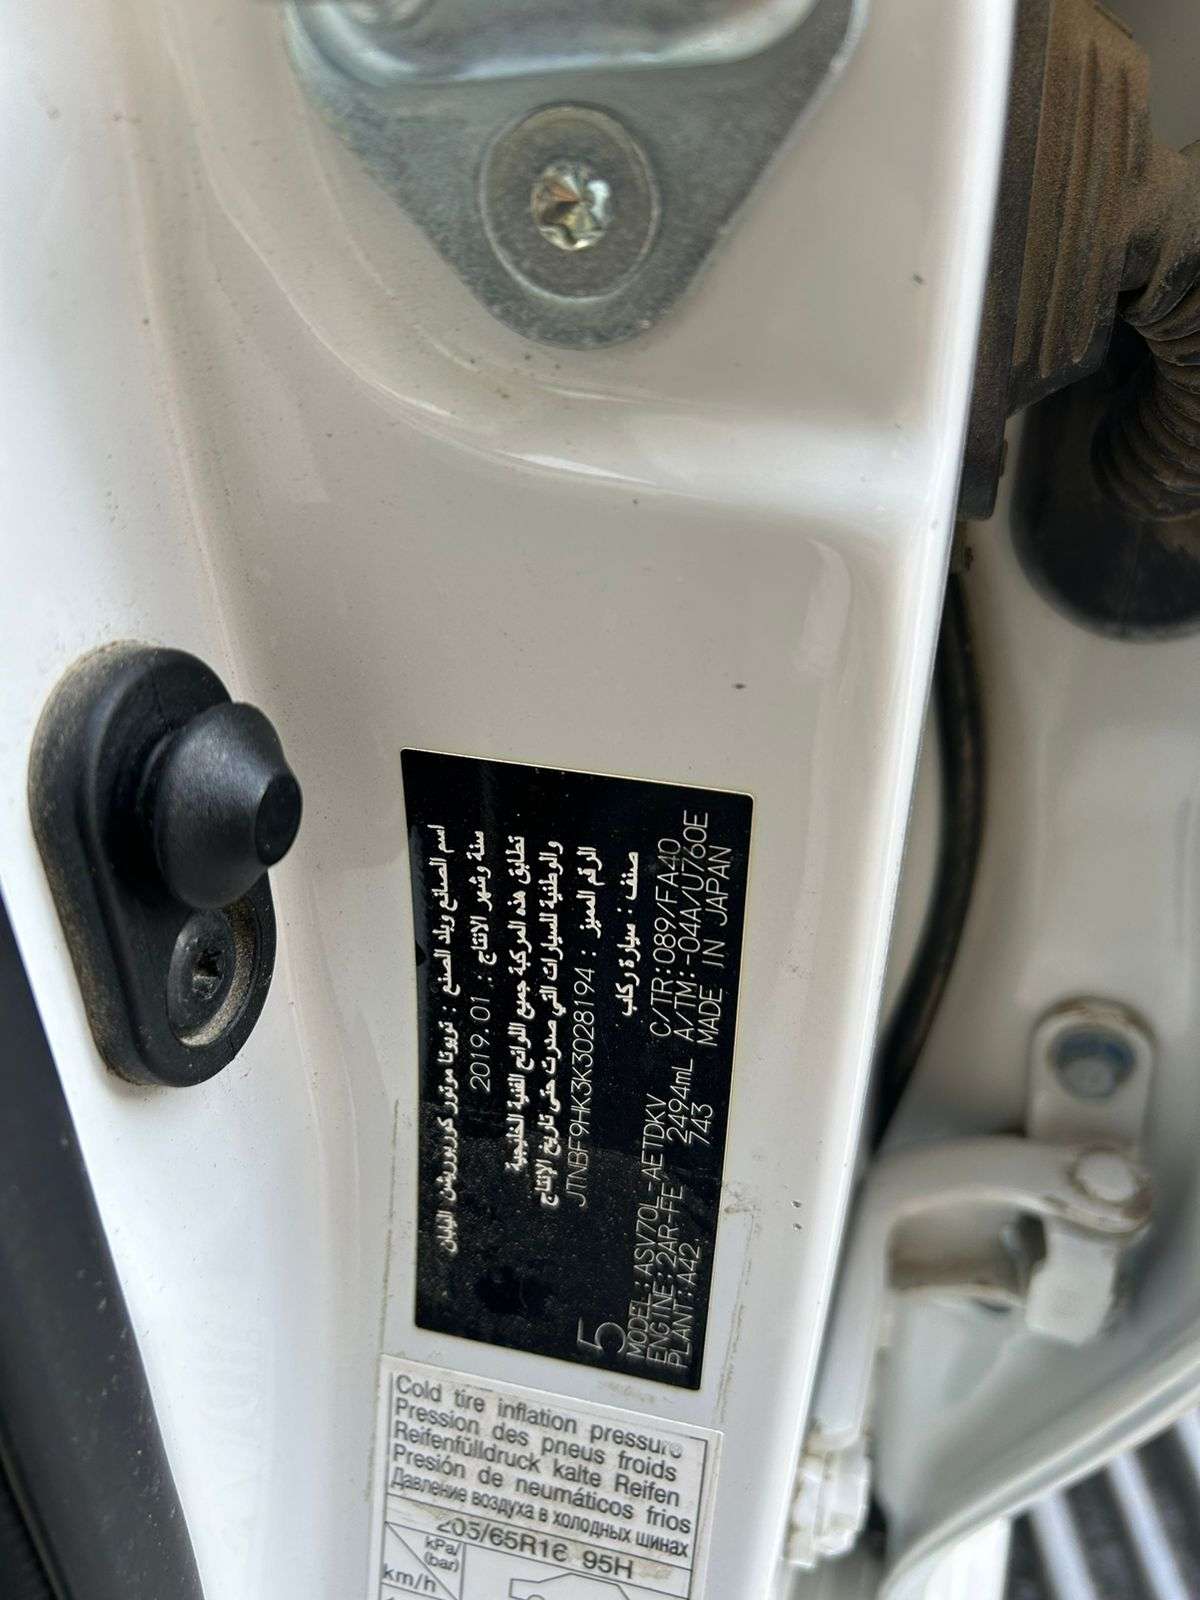 اسم الصانع وبلد الصنع : تويوتا موتور كوربوريشن اليابان
سنة وشهر الانتاج : 2019.01
تطابق هذه المركبة جميع اللوائح الفنية الخليجية
والوطنية للسيارات التي صدرت حتى تاريخ الإنتاج
الرقم المميز : JTNBF9HK3K3028194
صنف : سيارة ركاب
5
MODEL:ASV70L-AETDKV C/TR:089/FA40
ENGINE:2AR-FE 2494mL A/TM:-04A/U760E
PLANT:A42 743 MADE IN JAPAN
Cold tire inflation pressure
Pression des pneus froids
Reifenfülldruck kalte Reifen
Presión de neumáticos frios
Давление воздуха в холодных шинах
205/65R16 95H
kPa/
(bar)
km/h